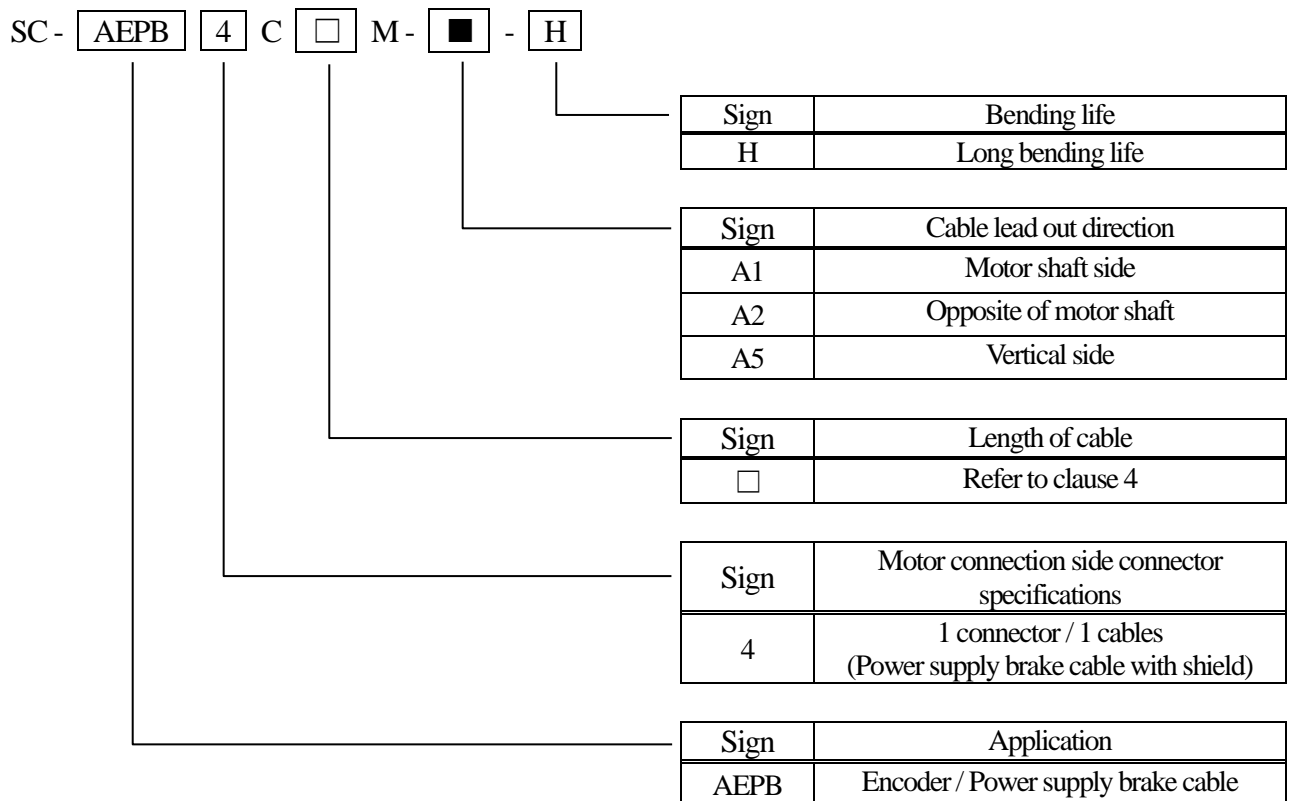 SC - AEPB 4 C □ M - ■ - H
Sign Bending life
H Long bending life
Sign Cable lead out direction
A1 Motor shaft side
A2 Opposite of motor shaft
A5 Vertical side
Sign Length of cable
□ Refer to clause 4
Sign Motor connection side connector
specifications
4 1 connector / 1 cables
(Power supply brake cable with shield)
Sign Application
AEPB Encoder / Power supply brake cable